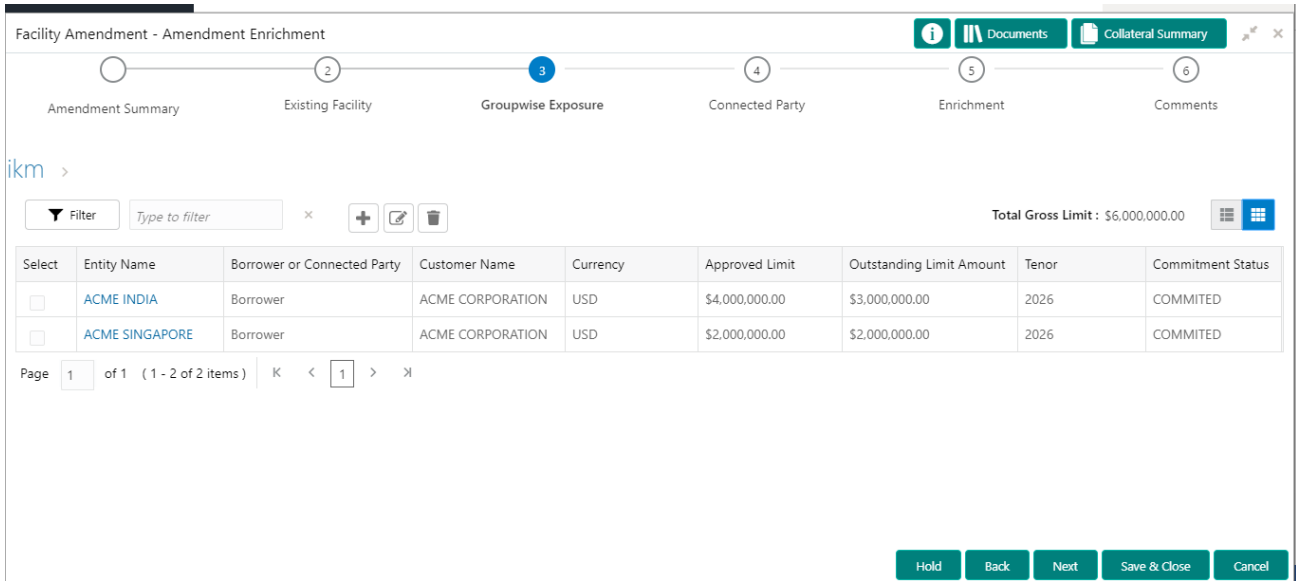 Facility Amendment - Amendment Enrichment
i Documents Collateral Summary
2 3 4 5 6
Amendment Summary Existing Facility Groupwise Exposure Connected Party Enrichment Comments
ikm >
Filter Type to filter × Total Gross Limit : $6,000,000.00
Select Entity Name Borrower or Connected Party Customer Name Currency Approved Limit Outstanding Limit Amount Tenor Commitment Status
ACME INDIA Borrower ACME CORPORATION USD $4,000,000.00 $3,000,000.00 2026 COMMITED
ACME SINGAPORE Borrower ACME CORPORATION USD $2,000,000.00 $2,000,000.00 2026 COMMITED
Page 1 of 1 ( 1 - 2 of 2 items ) 1
Hold Back Next Save & Close Cancel